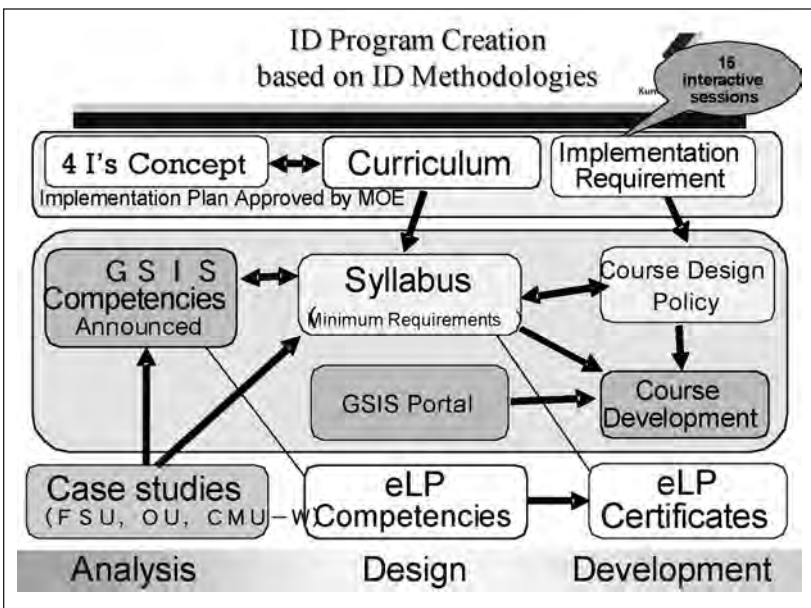 ID Program Creation
based on ID Methodologies
15
interactive
sessions
4 I's Concept
Curriculum
Implementation
Requirement
Implementation Plan Approved by MOE
GSIS
Competencies
Announced
Syllabus
(Minimum Requirements
Course Design
Policy
GSIS Portal
Course
Development
Case studies
(FSU, OU, CMU-W)
eLP
Competencies
eLP
Certificates
Analysis
Design
Development